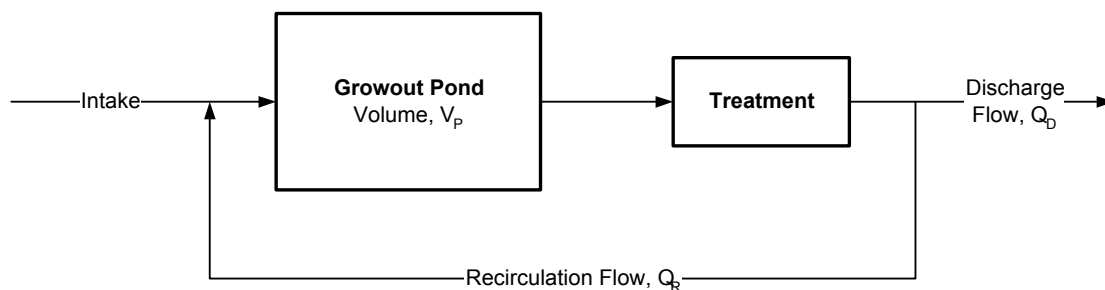 Intake
Growout Pond
Volume, V_P
Treatment
Discharge
Flow, Q_D
Recirculation Flow, Q_R